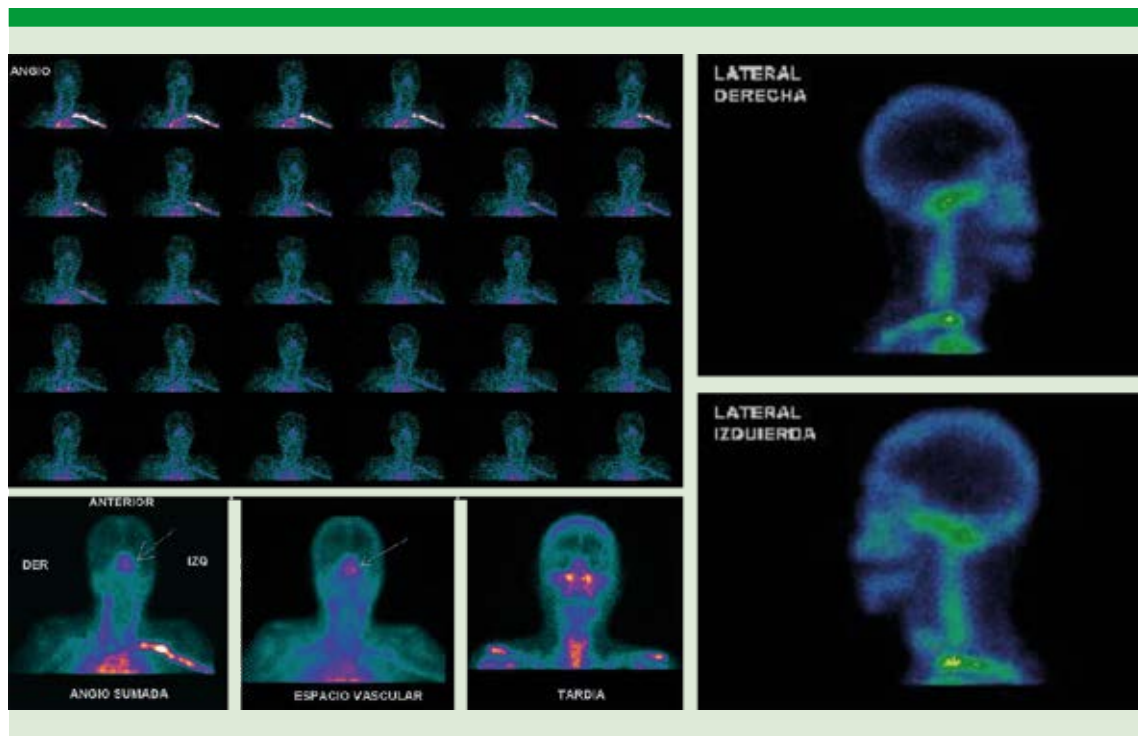 ANGIO
LATERAL
DERECHA
LATERAL
IZQUIERDA
ANTERIOR
DER
IZQ
ANGIO SUMADA
ESPACIO VASCULAR
TARDIA